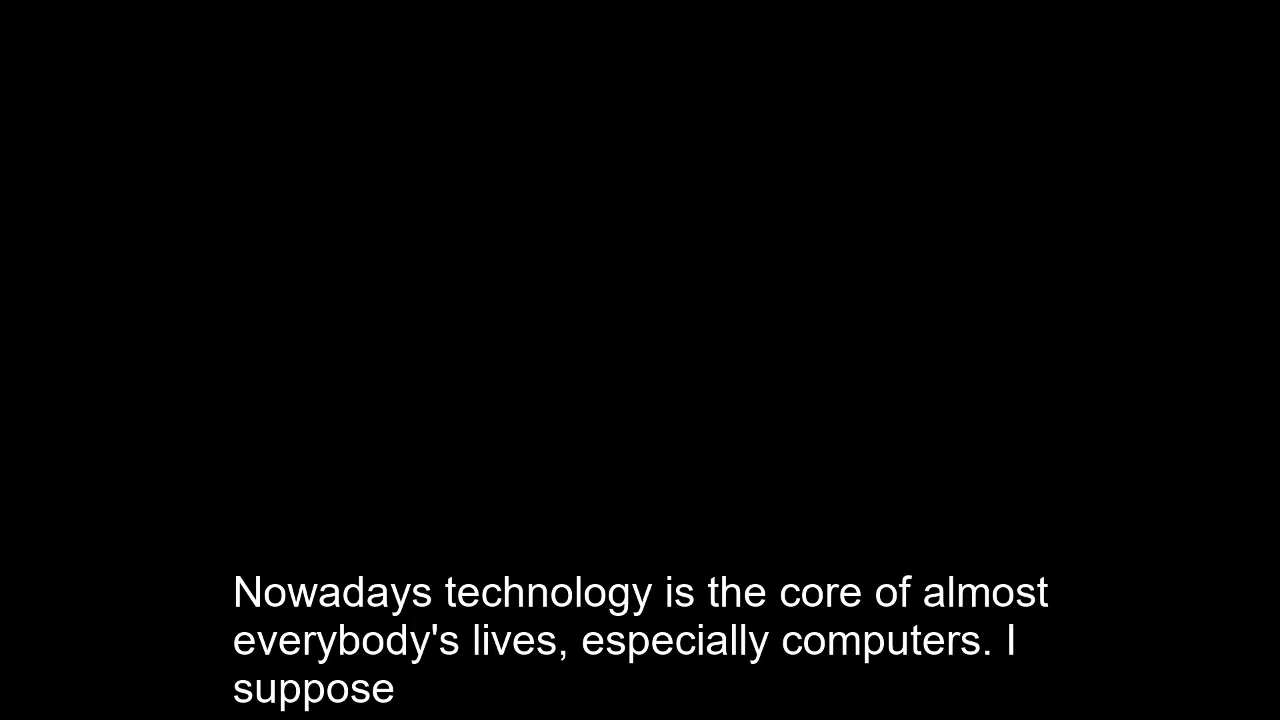 Nowadays technology is the core of almost
everybody's lives, especially computers. I
suppose